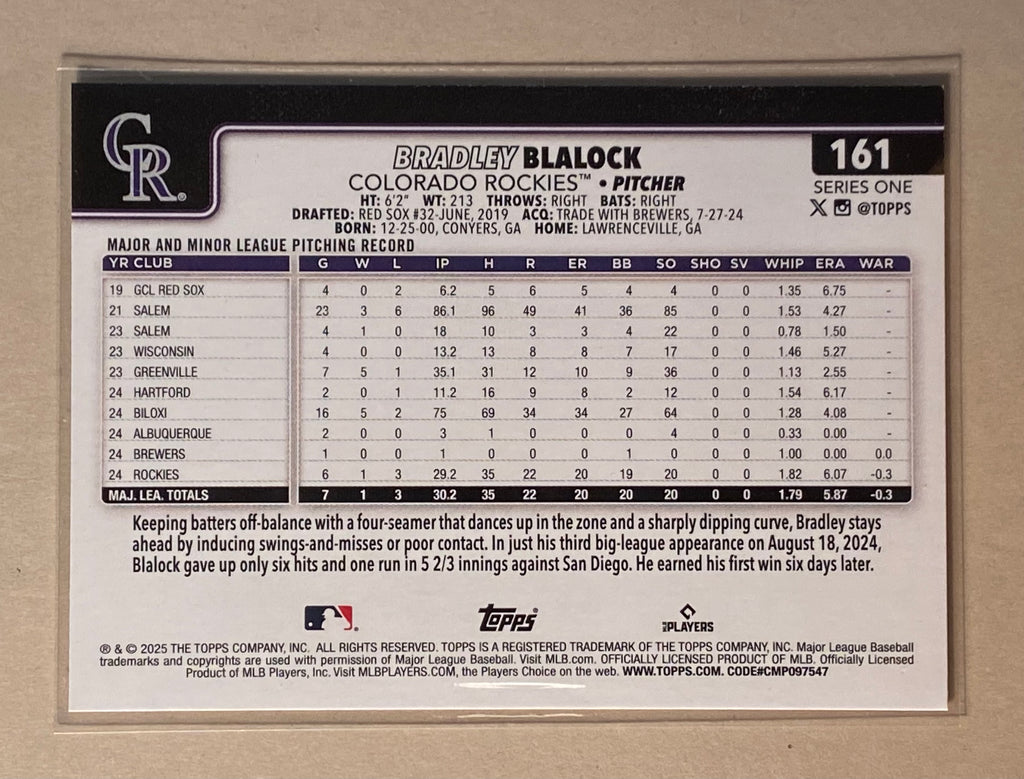 CR®
161
BRADLEY BLALOCK
COLORADO ROCKIES™ • PITCHER
SERIES ONE
HT: 6'2" WT: 213 THROWS: RIGHT BATS: RIGHT
@TOPPS
DRAFTED: RED SOX #32-JUNE, 2019 ACQ: TRADE WITH BREWERS, 7-27-24
BORN: 12-25-00, CONYERS, GA HOME: LAWRENCEVILLE, GA
MAJOR AND MINOR LEAGUE PITCHING RECORD
YR CLUB G W L IP H R ER BB SO SHO SV WHIP ERA WAR
19 GCL RED SOX 4 0 2 6.2 5 6 5 4 4 0 0 1.35 6.75 -
21 SALEM 23 3 6 86.1 96 49 41 36 85 0 0 1.53 4.27 -
23 SALEM 4 1 0 18 10 3 3 4 22 0 0 0.78 1.50 -
23 WISCONSIN 4 0 0 13.2 13 8 8 7 17 0 0 1.46 5.27 -
23 GREENVILLE 7 5 1 35.1 31 12 10 9 36 0 0 1.13 2.55 -
24 HARTFORD 2 0 1 11.2 16 9 8 2 12 0 0 1.54 6.17 -
24 BILOXI 16 5 2 75 69 34 34 27 64 0 0 1.28 4.08 -
24 ALBUQUERQUE 2 0 0 3 1 0 0 0 4 0 0 0.33 0.00 -
24 BREWERS 1 0 0 1 0 0 0 1 0 0 0 1.00 0.00 0.0
24 ROCKIES 6 1 3 29.2 35 22 20 19 20 0 0 1.82 6.07 -0.3
MAJ. LEA. TOTALS 7 1 3 30.2 35 22 20 20 20 0 0 1.79 5.87 -0.3
Keeping batters off-balance with a four-seamer that dances up in the zone and a sharply dipping curve, Bradley stays
ahead by inducing swings-and-misses or poor contact. In just his third big-league appearance on August 18, 2024,
Blalock gave up only six hits and one run in 5 2/3 innings against San Diego. He earned his first win six days later.
topps®
MLB PLAYERS
® & © 2025 THE TOPPS COMPANY, INC. ALL RIGHTS RESERVED. TOPPS IS A REGISTERED TRADEMARK OF THE TOPPS COMPANY, INC. Major League Baseball
trademarks and copyrights are used with permission of Major League Baseball. Visit MLB.com. OFFICIALLY LICENSED PRODUCT OF MLB. Officially Licensed
Product of MLB Players, Inc. Visit MLBPLAYERS.COM, the Players Choice on the web. WWW.TOPPS.COM. CODE#CMP097547